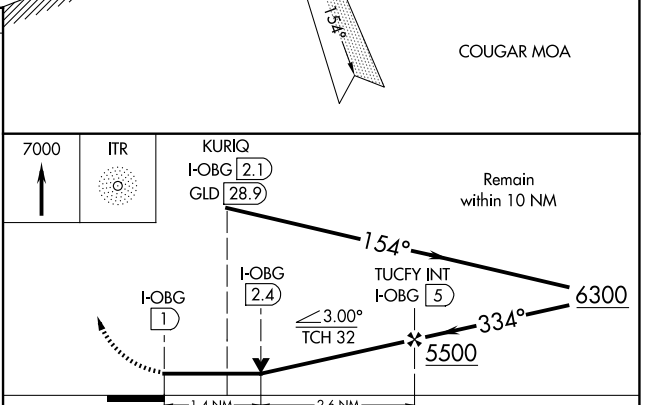 154°
COUGAR MOA
7000
ITR
KURIQ
I-OBG 2.1
GLD 28.9
Remain
within 10 NM
154°
I-OBG
2.4
TUCFY INT
I-OBG 5
6300
I-OBG
1
3.00°
TCH 32
334°
5500
1.4 NM
2.6 NM